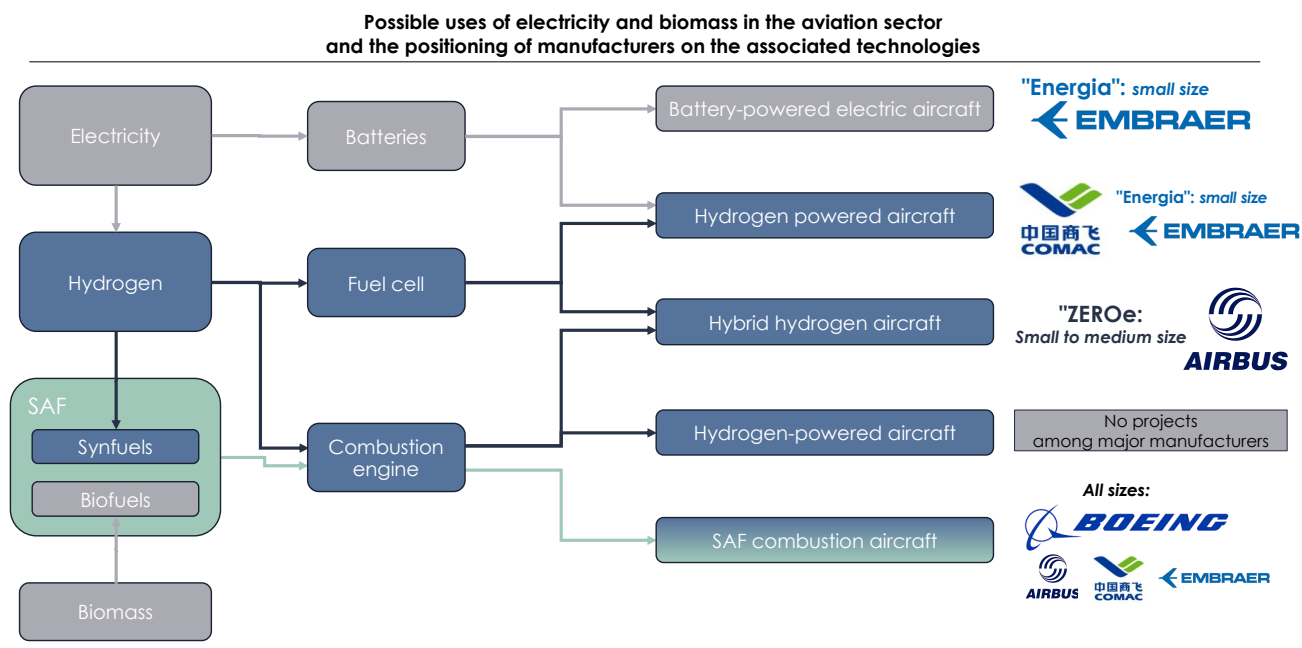 Possible uses of electricity and biomass in the aviation sector
and the positioning of manufacturers on the associated technologies
Electricity
Batteries
Battery-powered electric aircraft
"Energia": small size
EMBRAER
Hydrogen powered aircraft
中国商飞
COMAC
"Energia": small size
EMBRAER
Hydrogen
Fuel cell
Hybrid hydrogen aircraft
"ZEROe:
Small to medium size
AIRBUS
SAF
Synfuels
Biofuels
Combustion
engine
Hydrogen-powered aircraft
No projects
among major manufacturers
SAF combustion aircraft
All sizes:
BOEING
AIRBUS
中国商飞
COMAC
EMBRAER
Biomass